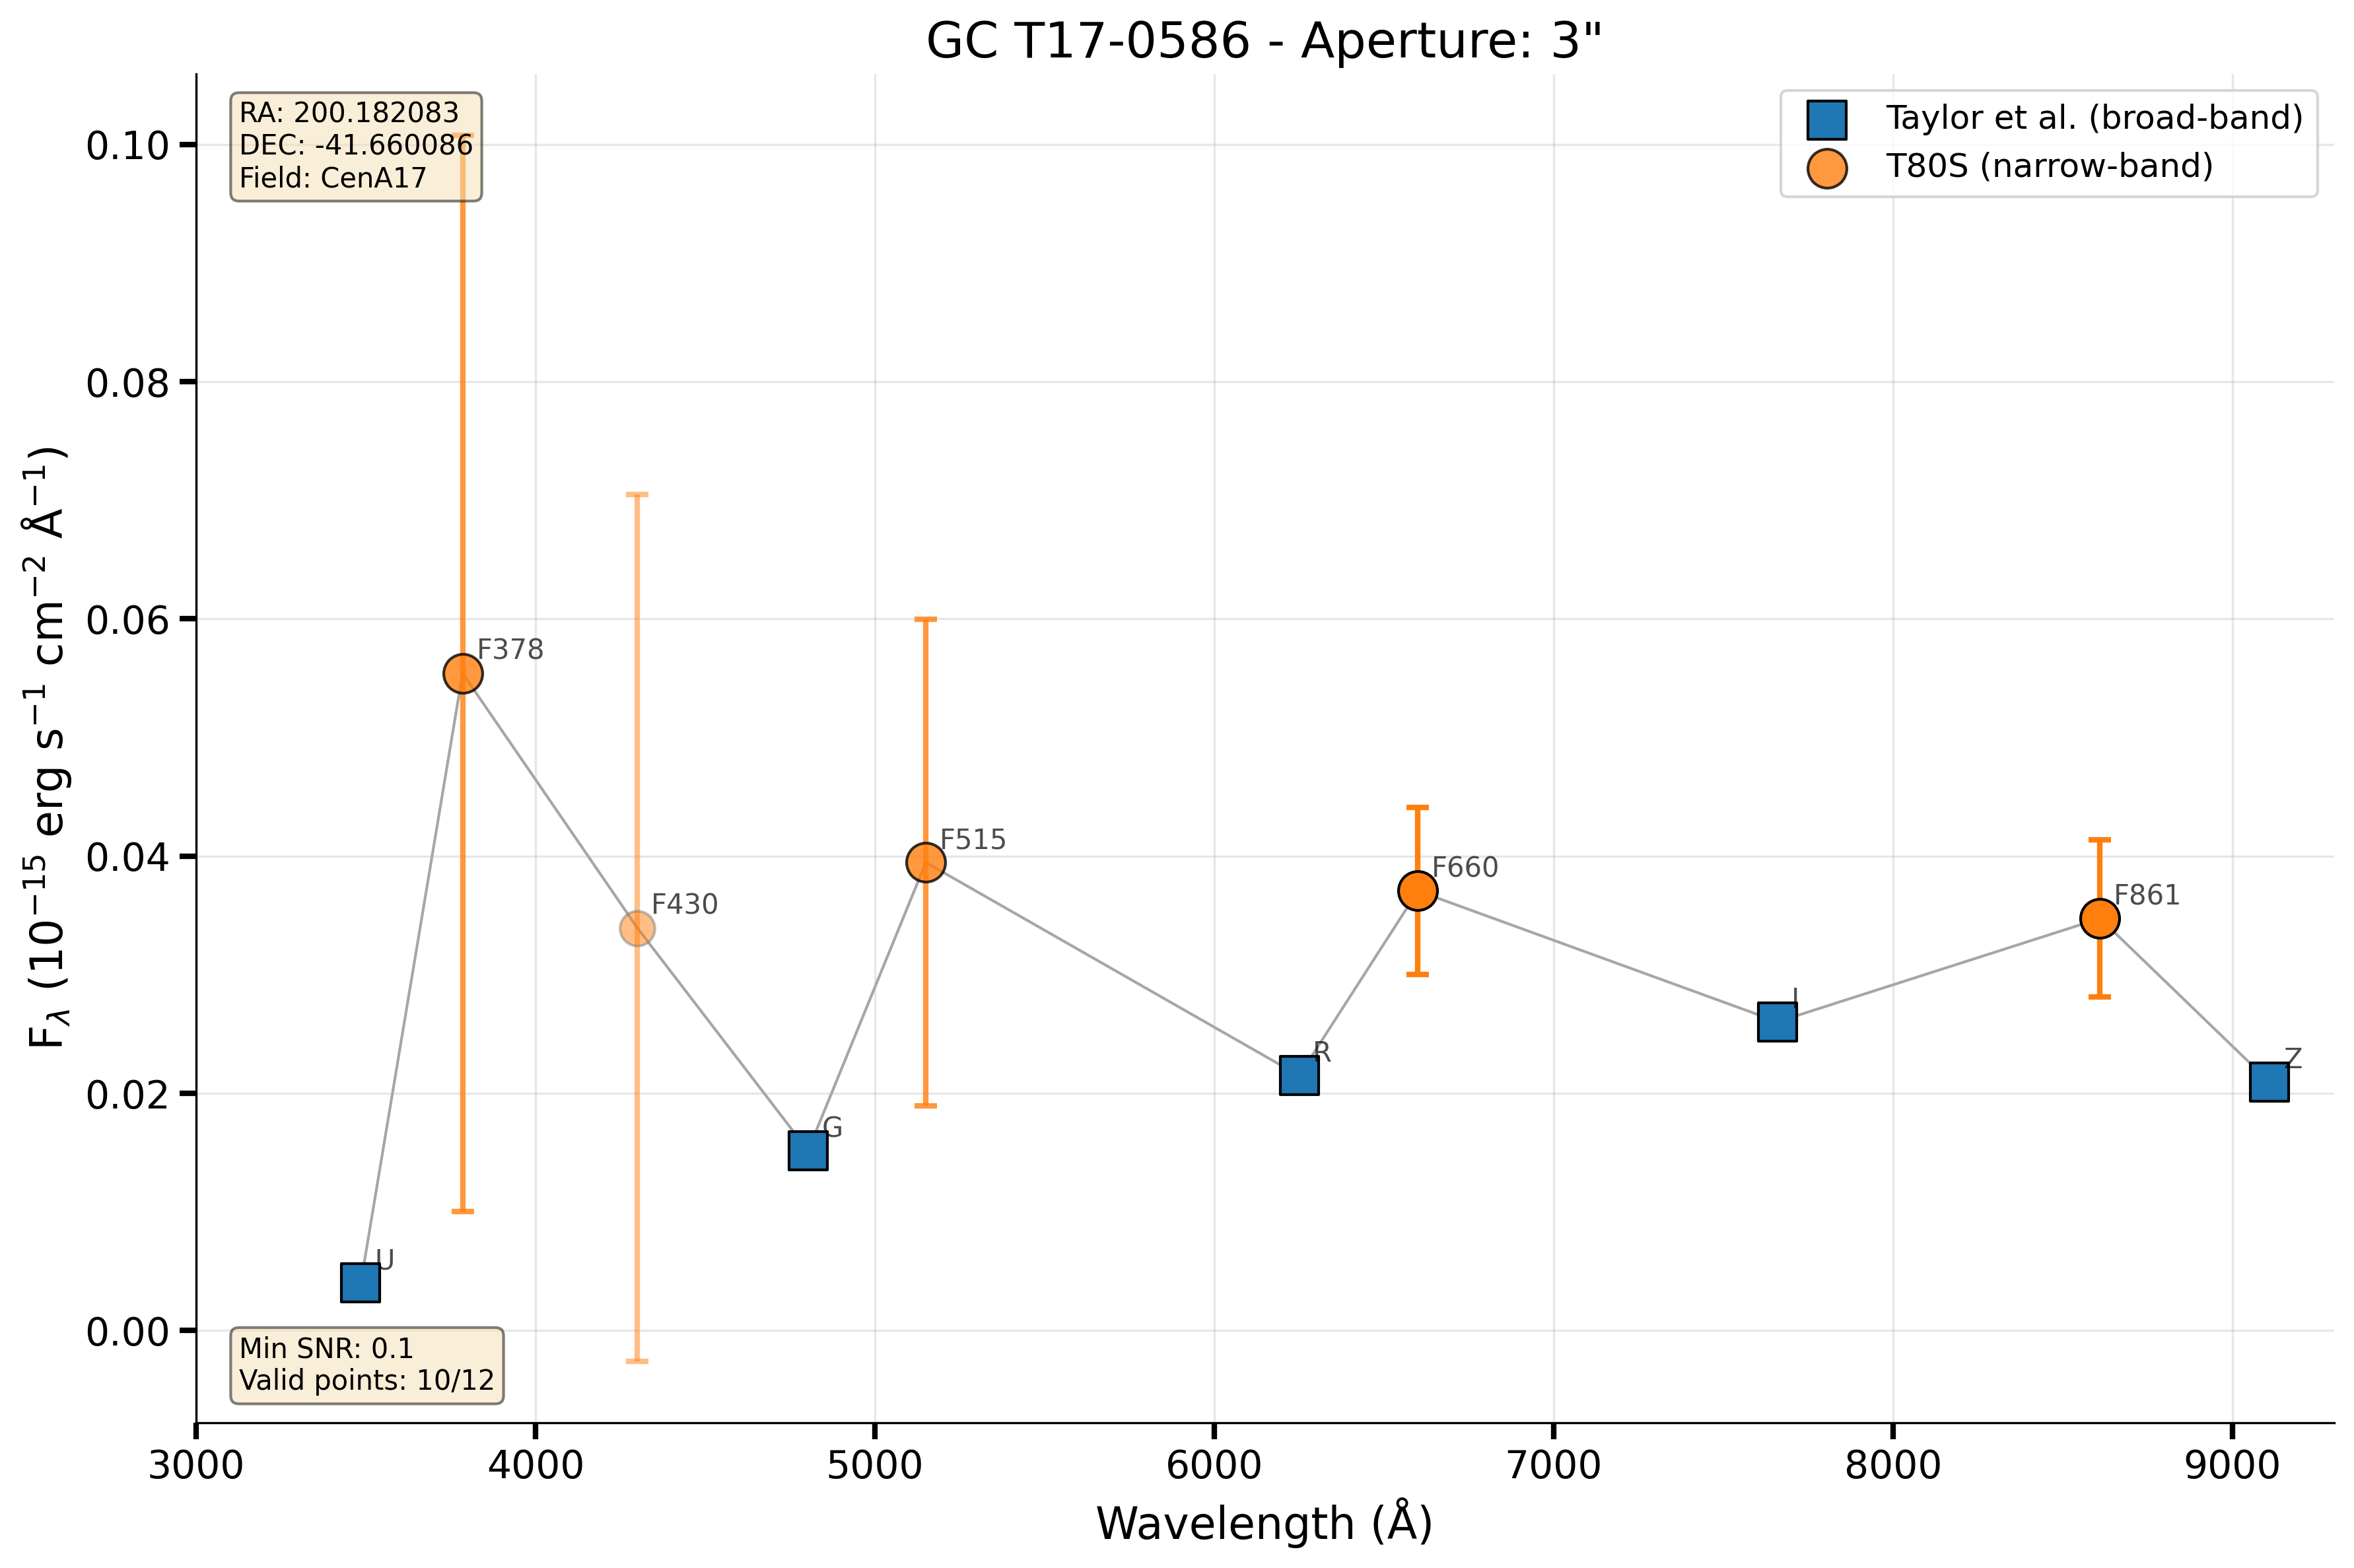 GC T17-0586 - Aperture: 3"
RA: 200.182083
DEC: -41.660086
Field: CenA17
Taylor et al. (broad-band)
T80S (narrow-band)
0.10
0.08
0.06
0.04
0.02
0.00
F_λ (10⁻¹⁵ erg s⁻¹ cm⁻² Å⁻¹)
U
F378
F430
G
F515
R
F660
I
F861
Z
Min SNR: 0.1
Valid points: 10/12
3000 4000 5000 6000 7000 8000 9000
Wavelength (Å)